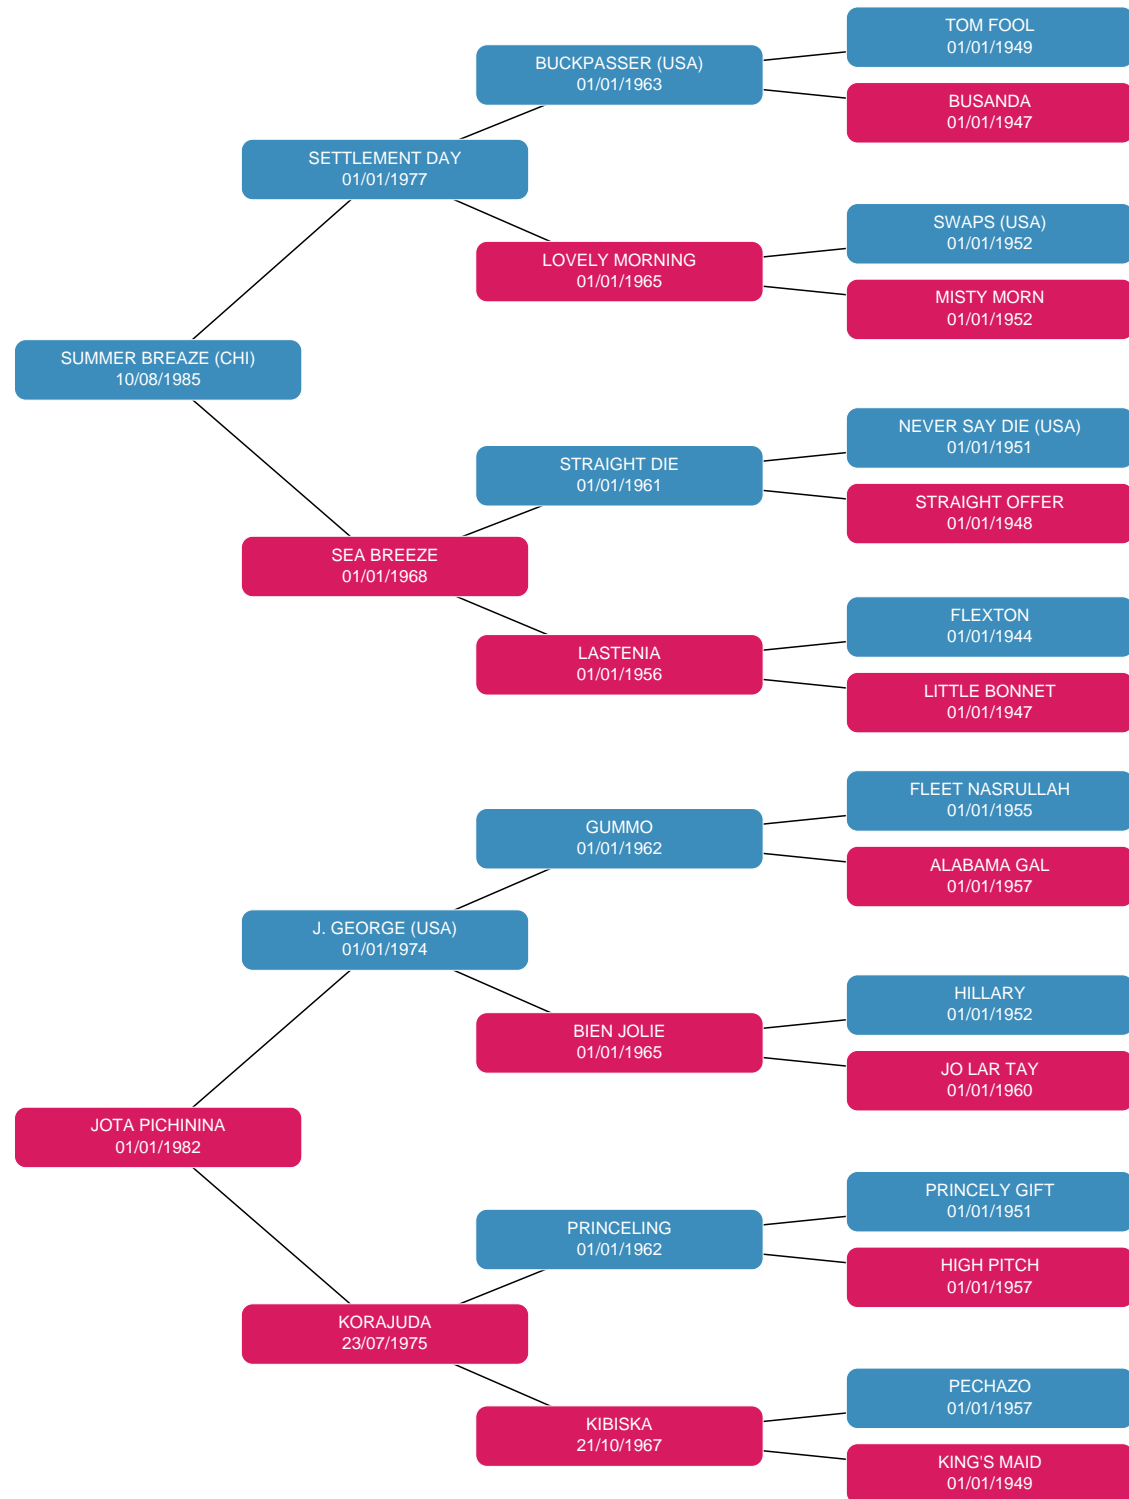 TOM FOOL
01/01/1949
BUCKPASSER (USA)
01/01/1963
BUSANDA
01/01/1947
SETTLEMENT DAY
01/01/1977
SWAPS (USA)
01/01/1952
LOVELY MORNING
01/01/1965
MISTY MORN
01/01/1952
SUMMER BREAZE (CHI)
10/08/1985
NEVER SAY DIE (USA)
01/01/1951
STRAIGHT DIE
01/01/1961
STRAIGHT OFFER
01/01/1948
SEA BREEZE
01/01/1968
FLEXTON
01/01/1944
LASTENIA
01/01/1956
LITTLE BONNET
01/01/1947
FLEET NASRULLAH
01/01/1955
GUMMO
01/01/1962
ALABAMA GAL
01/01/1957
J. GEORGE (USA)
01/01/1974
HILLARY
01/01/1952
BIEN JOLIE
01/01/1965
JO LAR TAY
01/01/1960
JOTA PICHININA
01/01/1982
PRINCELY GIFT
01/01/1951
PRINCELING
01/01/1962
HIGH PITCH
01/01/1957
KORAJUDA
23/07/1975
PECHAZO
01/01/1957
KIBISKA
21/10/1967
KING'S MAID
01/01/1949